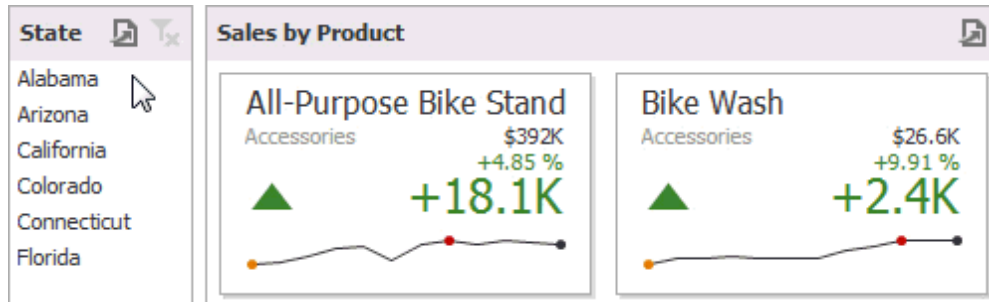 State
Alabama
Arizona
California
Colorado
Connecticut
Florida
Sales by Product
All-Purpose Bike Stand
Accessories $392K
+4.85 %
+18.1K
Bike Wash
Accessories $26.6K
+9.91 %
+2.4K